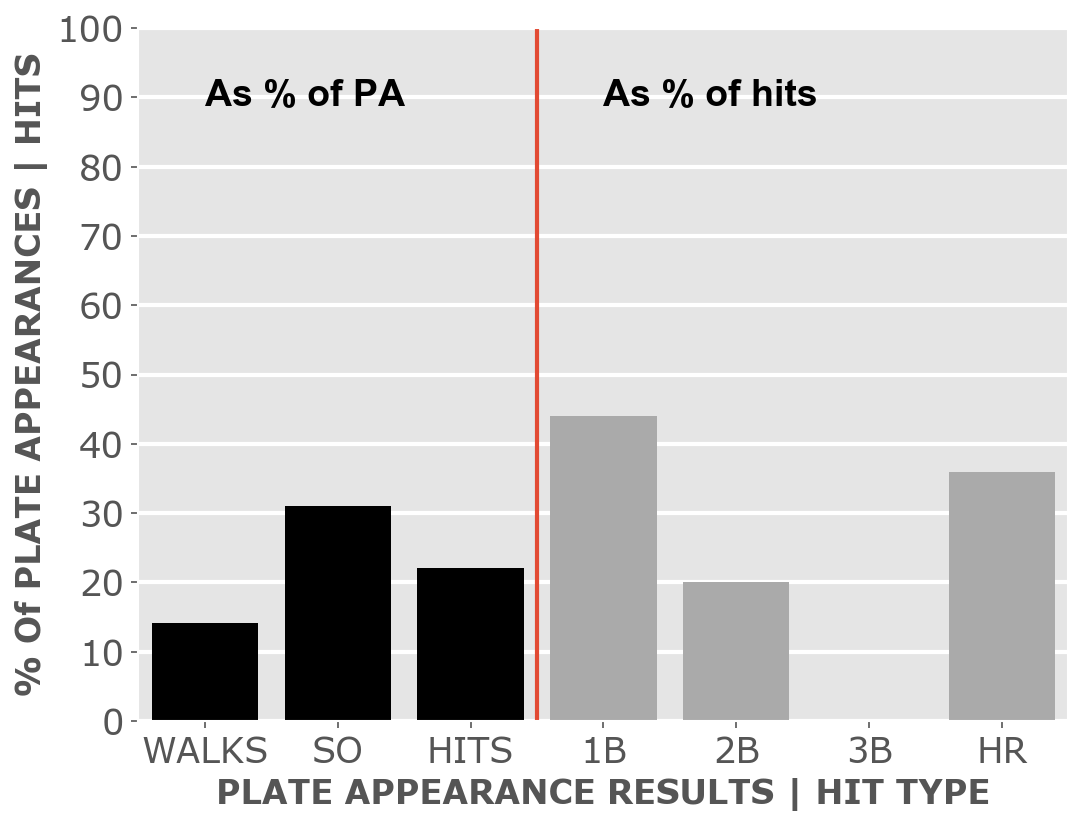 100
90
80
70
60
50
40
30
20
10
0
% Of PLATE APPEARANCES | HITS
As % of PA
As % of hits
WALKS SO HITS 1B 2B 3B HR
PLATE APPEARANCE RESULTS | HIT TYPE